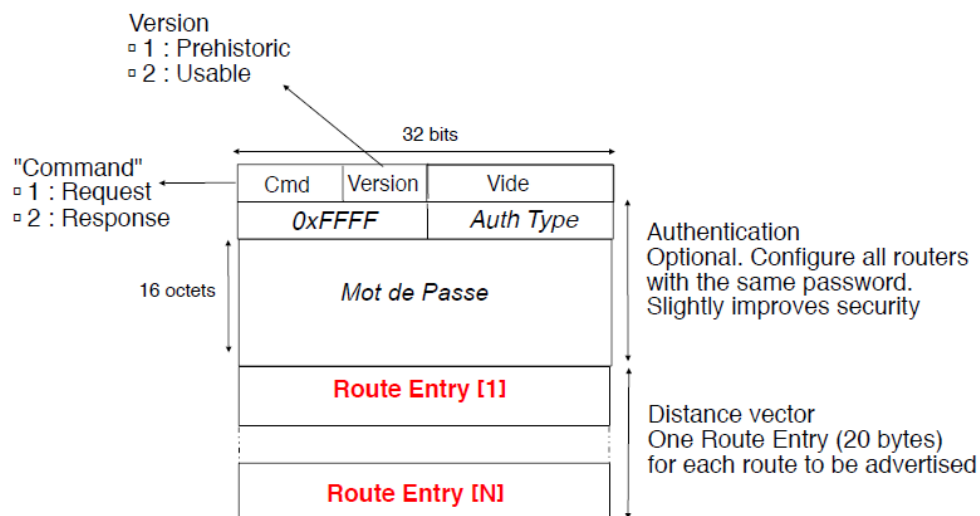 Version
▫ 1 : Prehistoric
▫ 2 : Usable
32 bits
"Command"
▫ 1 : Request
▫ 2 : Response
Cmd
Version
Vide
0xFFFF
Auth Type
16 octets
Mot de Passe
Authentication
Optional. Configure all routers
with the same password.
Slightly improves security
Route Entry [1]
Distance vector
One Route Entry (20 bytes)
for each route to be advertised
Route Entry [N]